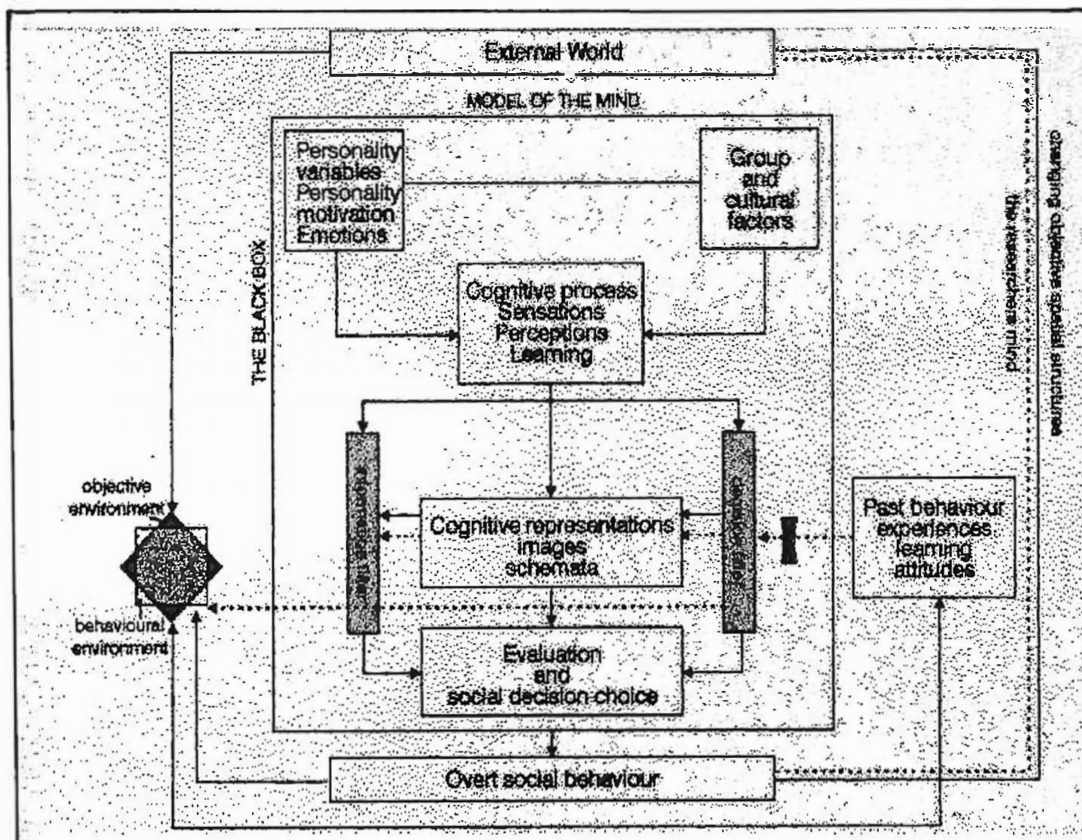 External World
MODEL OF THE MIND
Personality
variables
Personality
motivation
Emotions
Group
and
cultural
factors
THE BLACK BOX
Cognitive process
Sensations
Perceptions
Learning
changing objective spatial structures
the researchers mind
objective
environment
behavioural
environment
filter
Cognitive representations
images
schemata
filter
Past behaviour
experiences
learning
attitudes
Evaluation
and
social decision choice
Overt social behaviour